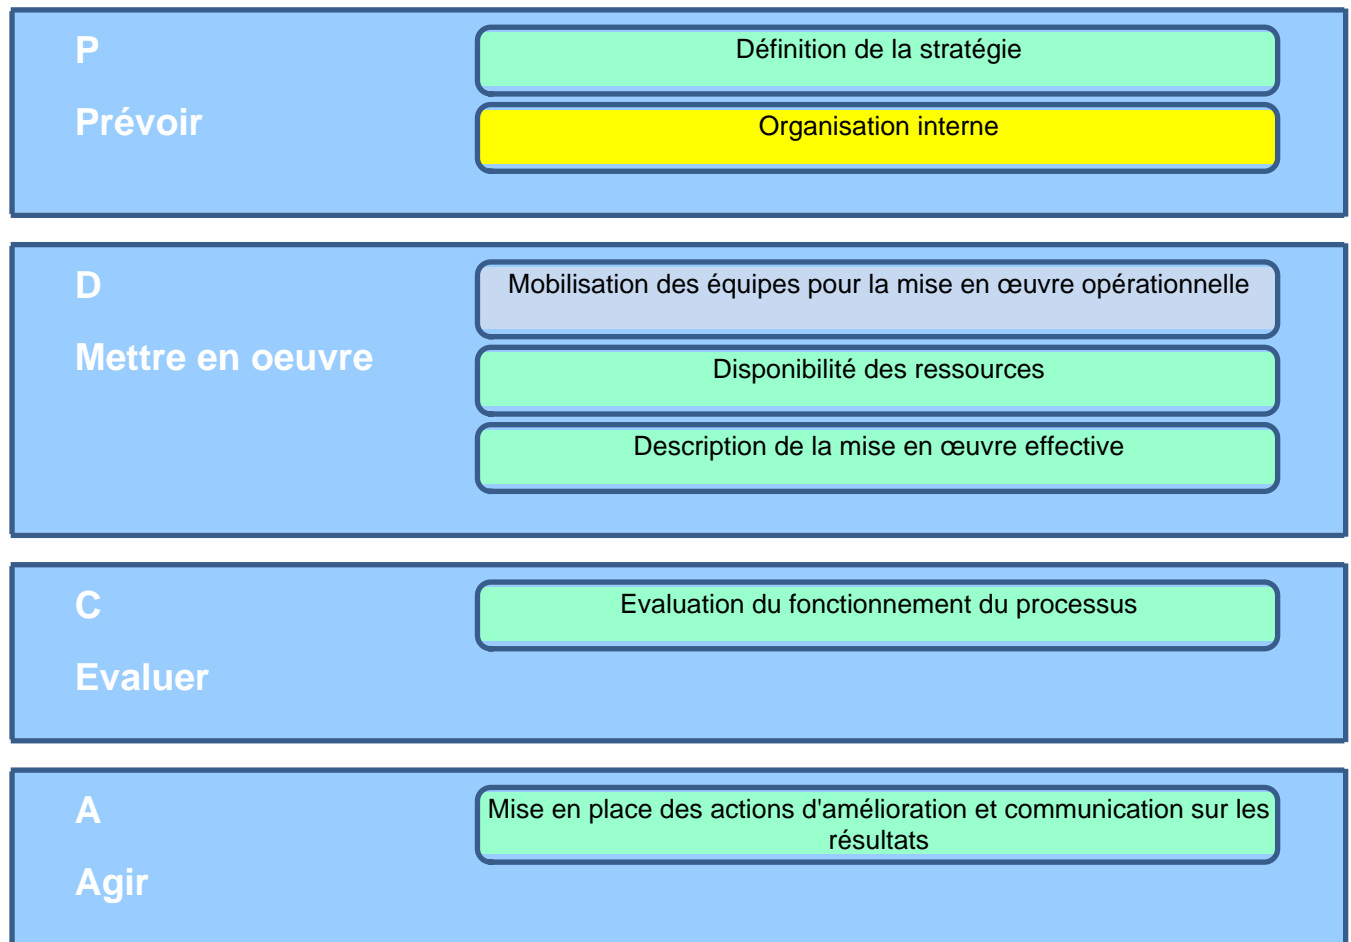 P
Prévoir
Définition de la stratégie
Organisation interne
D
Mettre en oeuvre
Mobilisation des équipes pour la mise en œuvre opérationnelle
Disponibilité des ressources
Description de la mise en œuvre effective
C
Evaluer
Evaluation du fonctionnement du processus
A
Agir
Mise en place des actions d'amélioration et communication sur les
résultats